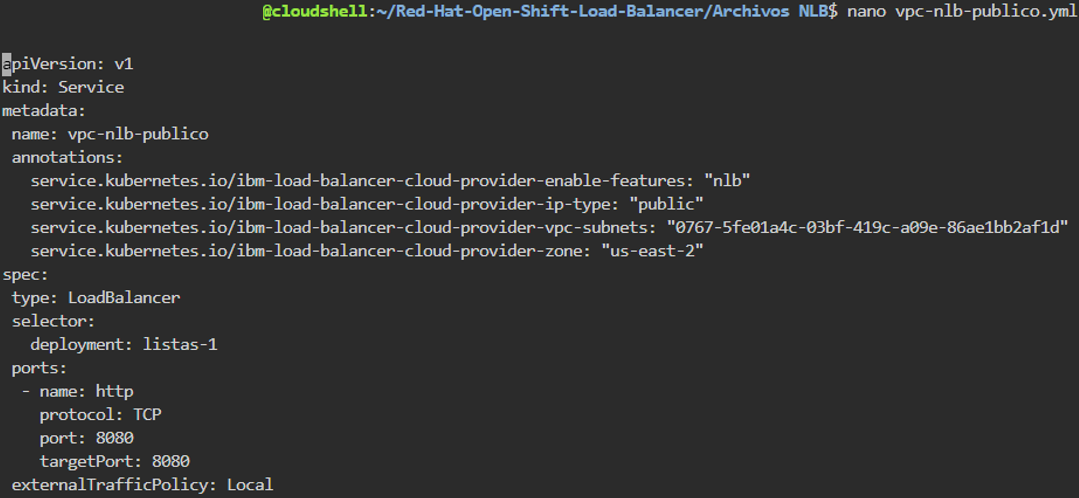 @cloudshell:~/Red-Hat-Open-Shift-Load-Balancer/Archivos NLB$ nano vpc-nlb-publico.yml
apiVersion: v1
kind: Service
metadata:
 name: vpc-nlb-publico
 annotations:
   service.kubernetes.io/ibm-load-balancer-cloud-provider-enable-features: "nlb"
   service.kubernetes.io/ibm-load-balancer-cloud-provider-ip-type: "public"
   service.kubernetes.io/ibm-load-balancer-cloud-provider-vpc-subnets: "0767-5fe01a4c-03bf-419c-a09e-86ae1bb2af1d"
   service.kubernetes.io/ibm-load-balancer-cloud-provider-zone: "us-east-2"
spec:
 type: LoadBalancer
 selector:
   deployment: listas-1
 ports:
  - name: http
    protocol: TCP
    port: 8080
    targetPort: 8080
 externalTrafficPolicy: Local